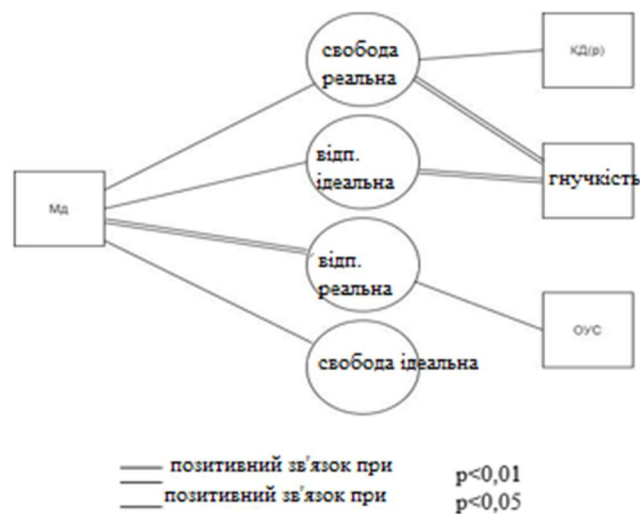 свобода
реальна
КД(р)
відп.
ідеальна
гнучкість
Мд
відп.
реальна
ОУС
свобода ідеальна
позитивний зв'язок при p<0,01
позитивний зв'язок при p<0,05